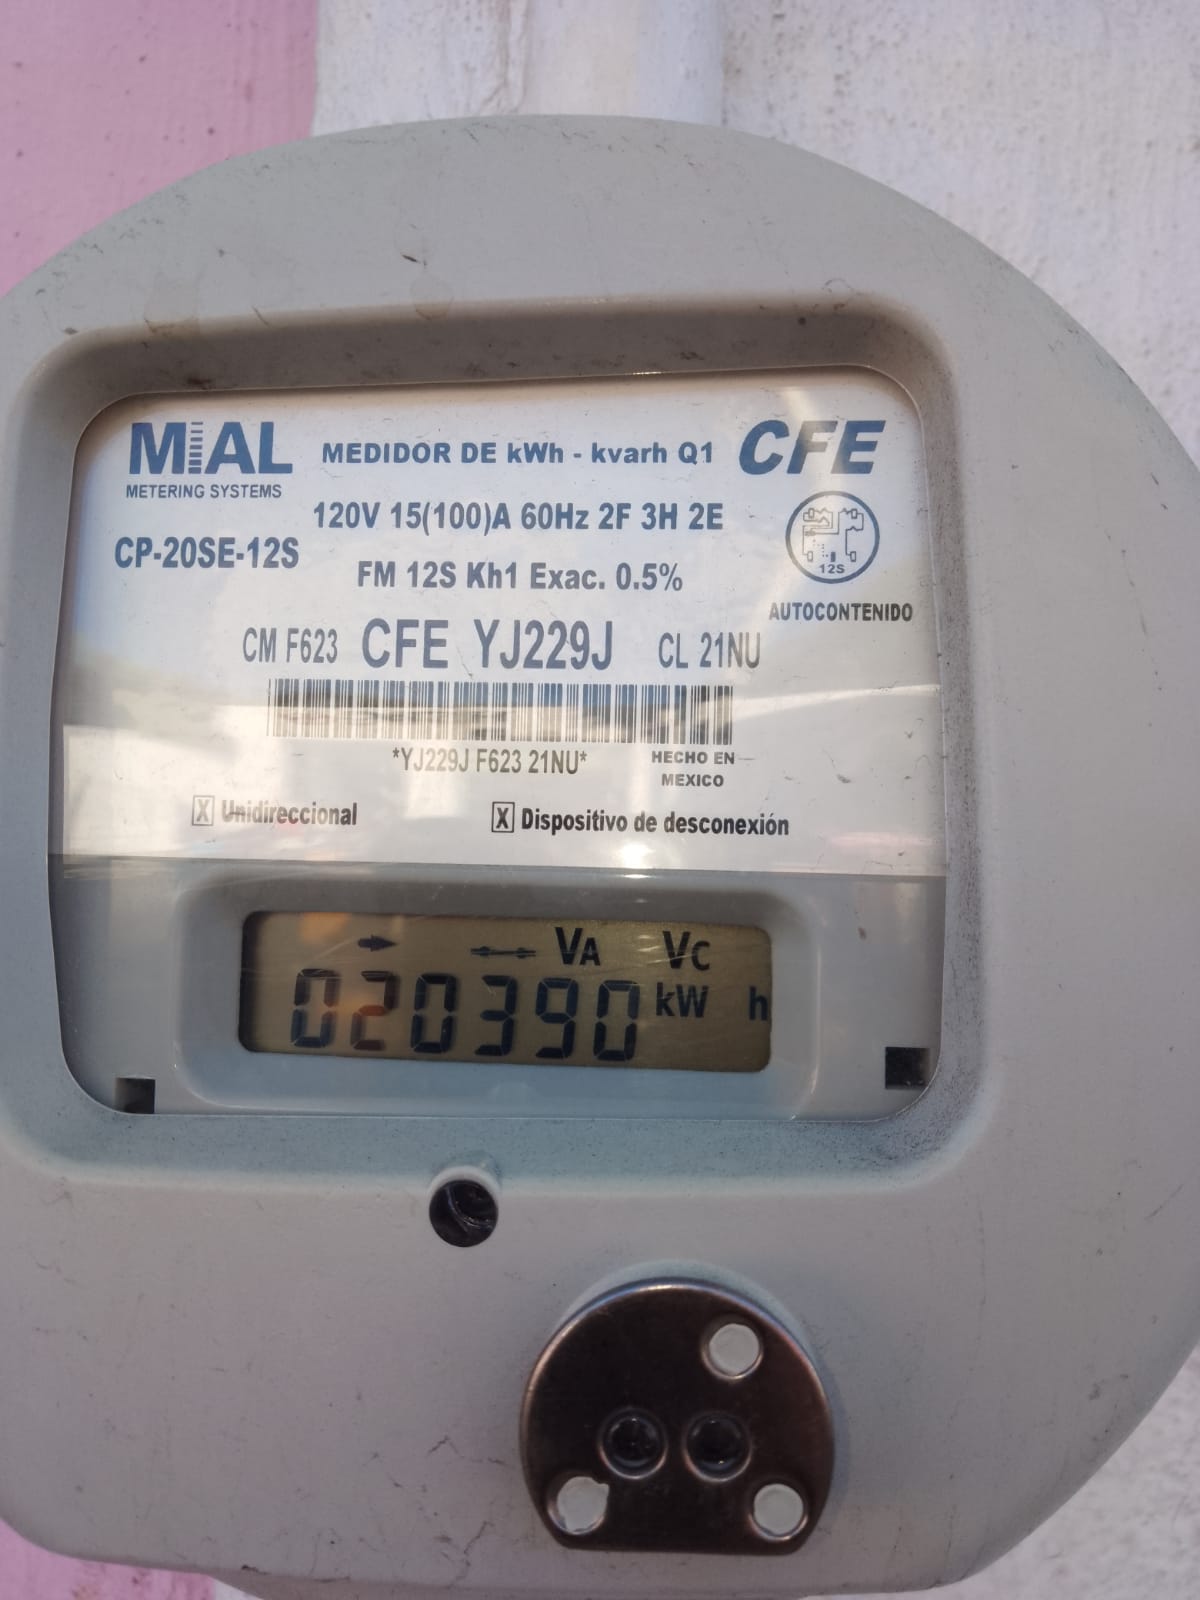 MIAL
METERING SYSTEMS
MEDIDOR DE kWh - kvarh Q1
CFE
120V 15(100)A 60Hz 2F 3H 2E
CP-20SE-12S
FM 12S Kh1 Exac. 0.5%
12S
AUTOCONTENIDO
CM F623 CFE YJ229J CL 21NU
*YJ229J F623 21NU*
HECHO EN
MEXICO
X Unidireccional
X Dispositivo de desconexión
VA VC
020390 kW h